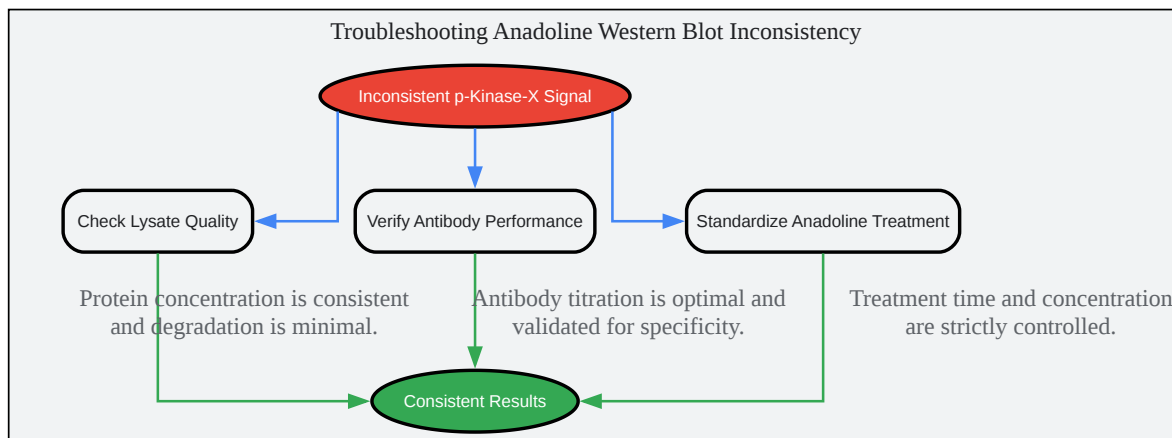 Troubleshooting Anadoline Western Blot Inconsistency
Inconsistent p-Kinase-X Signal
Check Lysate Quality
Verify Antibody Performance
Standardize Anadoline Treatment
Protein concentration is consistent
and degradation is minimal.
Antibody titration is optimal and
validated for specificity.
Treatment time and concentration
are strictly controlled.
Consistent Results